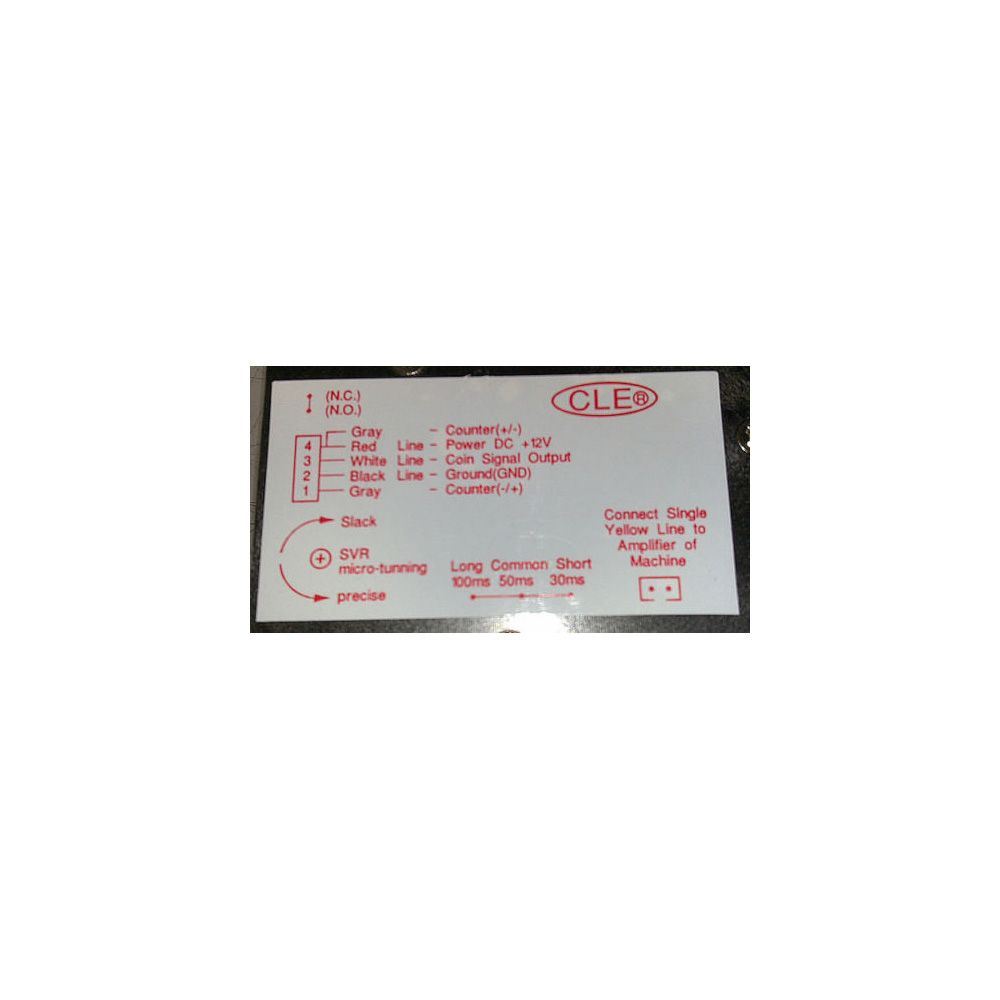 (N.C.)
(N.O.)
CLE®
Gray - Counter(+/-)
4 Red Line - Power DC +12V
3 White Line - Coin Signal Output
2 Black Line - Ground(GND)
1 Gray - Counter(-/+)
Slack
SVR
micro-tunning
precise
Long Common Short
100ms 50ms 30ms
Connect Single
Yellow Line to
Amplifier of
Machine